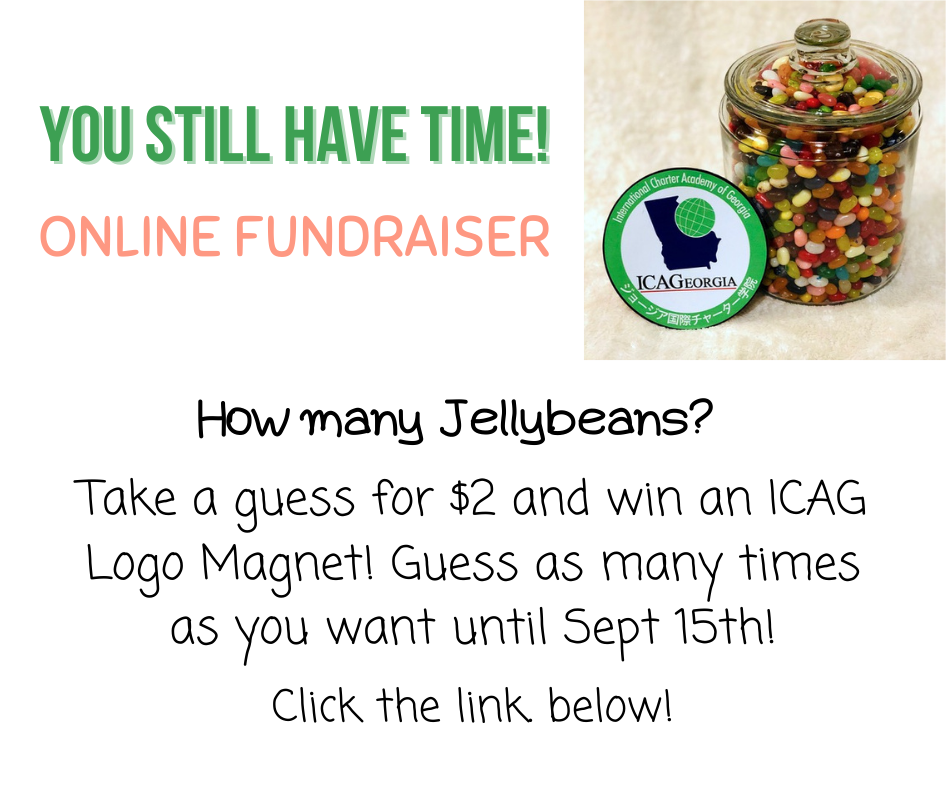 YOU STILL HAVE TIME!
ONLINE FUNDRAISER
International Charter Academy of Georgia
ICAGEORGIA
ジョージア国際チャーター学院
How many Jellybeans?
Take a guess for $2 and win an ICAG
Logo Magnet! Guess as many times
as you want until Sept 15th!
Click the link below!